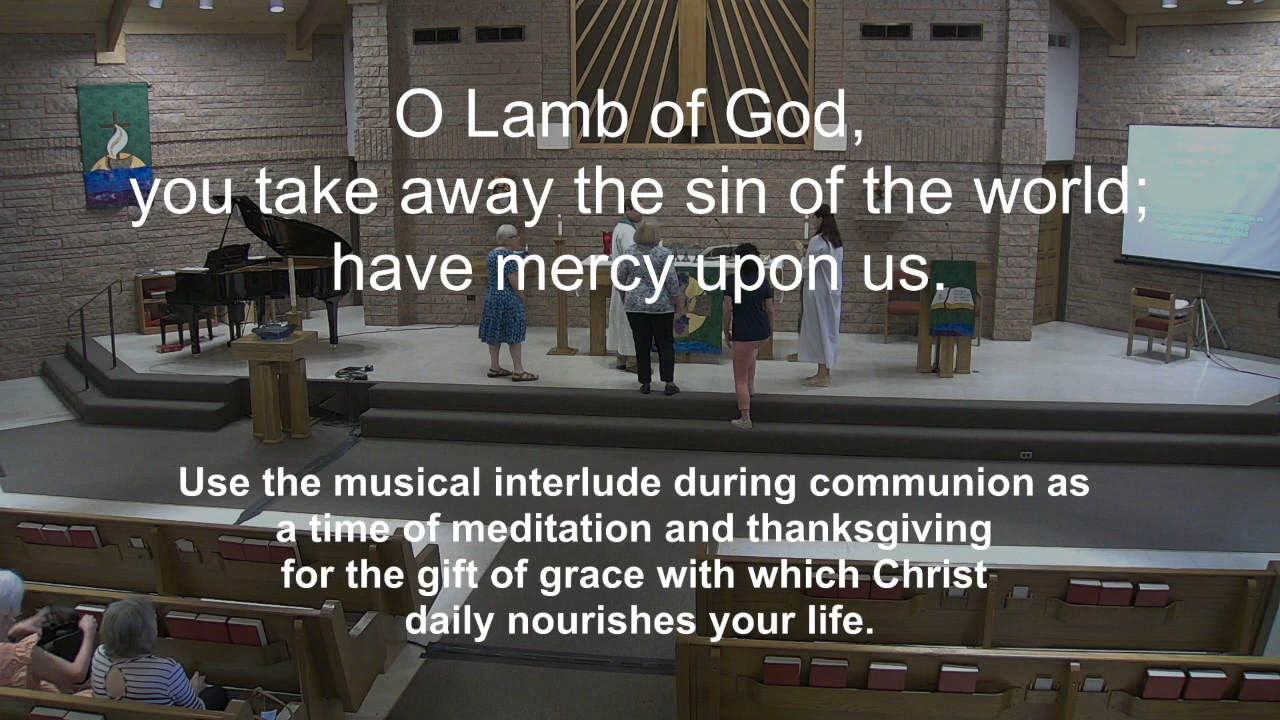 O Lamb of God,
you take away the sin of the world;
have mercy upon us.
Use the musical interlude during communion as
a time of meditation and thanksgiving
for the gift of grace with which Christ
daily nourishes your life.